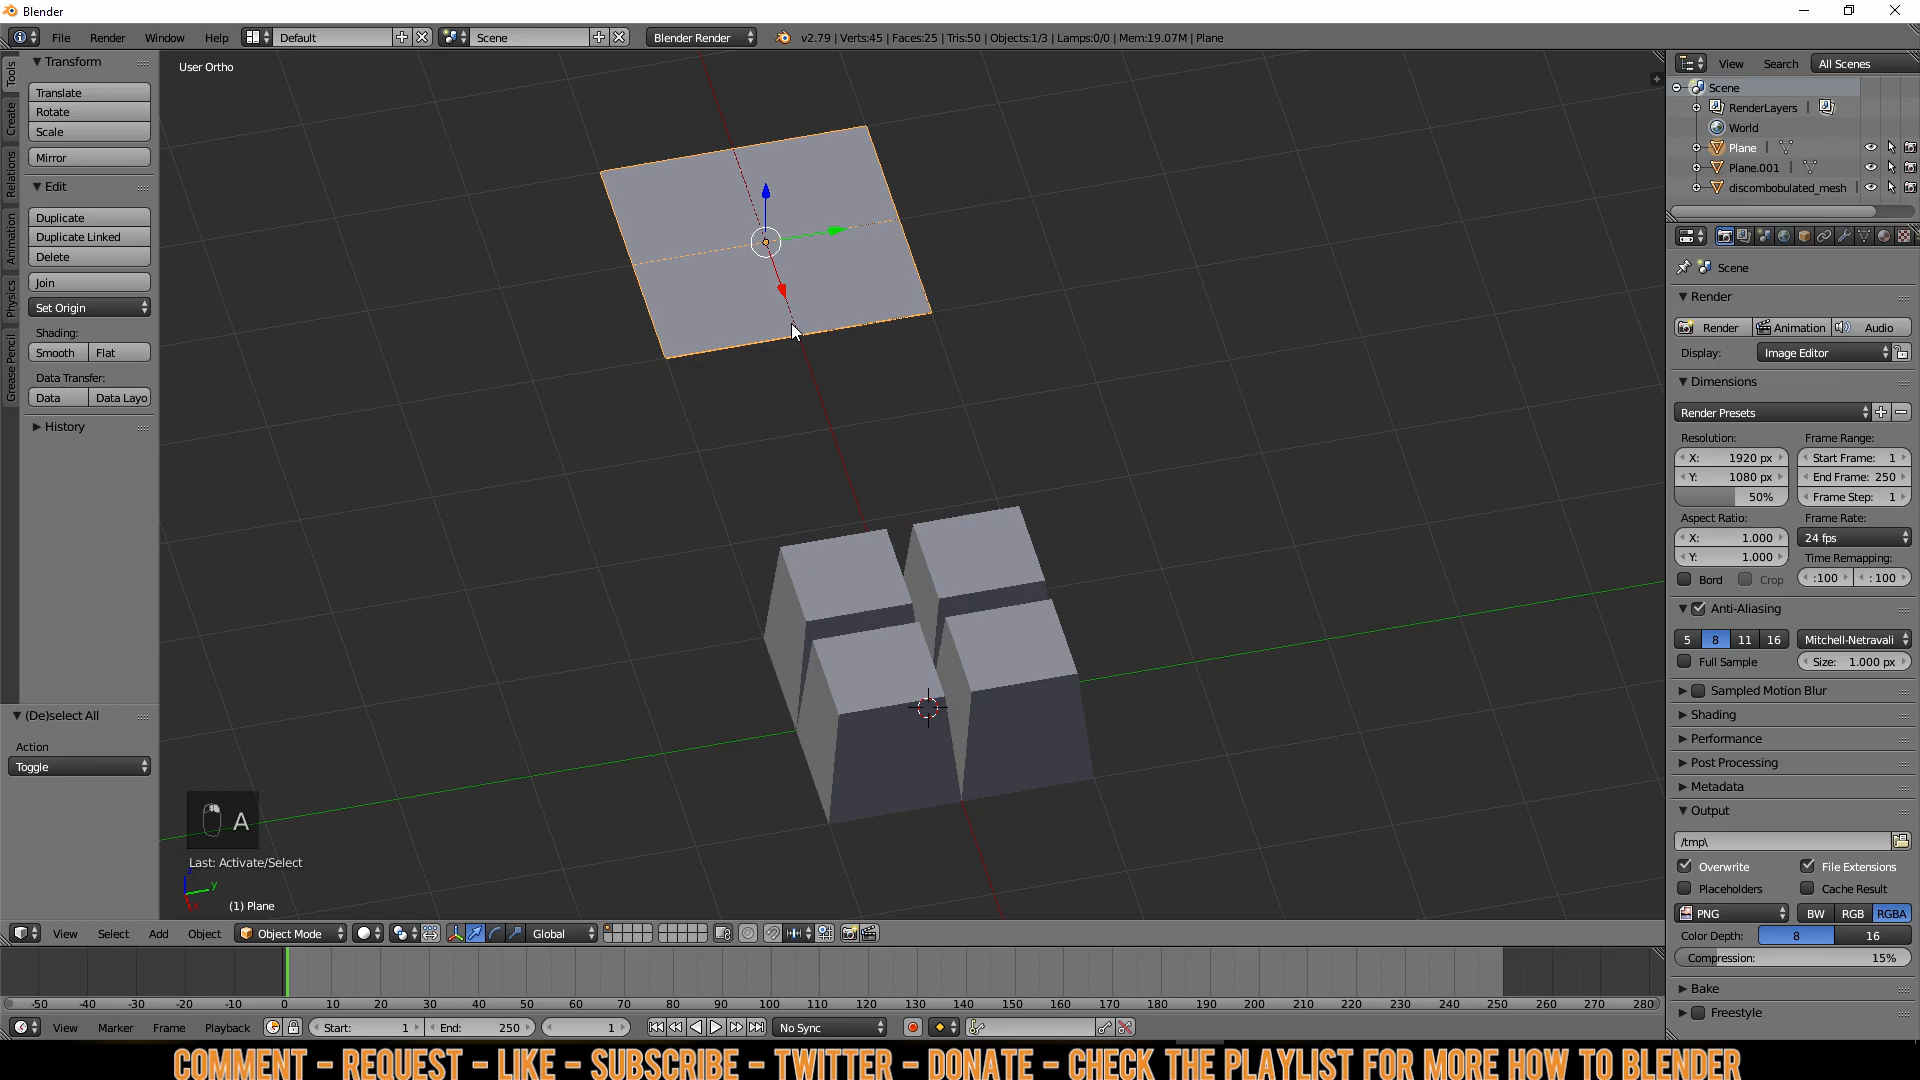 Blender
File Render Window Help Default Scene Blender Render v2.79 | Verts:45 | Faces:25 | Tris:50 | Objects:1/3 | Lamps:0/0 | Mem:19.07M | Plane
Tools
Create
Relations
Animation
Physics
Grease Pencil
Transform
Translate
Rotate
Scale
Mirror
Edit
Duplicate
Duplicate Linked
Delete
Join
Set Origin
Shading:
Smooth Flat
Data Transfer:
Data Data Layo
History
(De)select All
Action
Toggle
User Ortho
A
Last: Activate/Select
z
y
x
(1) Plane
View Select Add Object Object Mode Global
View Search All Scenes
Scene
RenderLayers |
World
Plane |
Plane.001 |
discombobulated_mesh
Scene
Render
Render Animation Audio
Display: Image Editor
Dimensions
Render Presets
Resolution: Frame Range:
X: 1920 px Start Frame: 1
Y: 1080 px End Frame: 250
50% Frame Step: 1
Aspect Ratio: Frame Rate:
X: 1.000 24 fps
Y: 1.000 Time Remapping:
Bord Crop :100 : 100
Anti-Aliasing
5 8 11 16 Mitchell-Netravali
Full Sample Size: 1.000 px
Sampled Motion Blur
Shading
Performance
Post Processing
Metadata
Output
/tmp\
Overwrite File Extensions
Placeholders Cache Result
PNG BW RGB RGBA
Color Depth: 8 16
Compression: 15%
Bake
Freestyle
-50 -40 -30 -20 -10 0 10 20 30 40 50 60 70 80 90 100 110 120 130 140 150 160 170 180 190 200 210 220 230 240 250 260 270 280
View Marker Frame Playback Start: 1 End: 250 1 No Sync
COMMENT - REQUEST - LIKE - SUBSCRIBE - TWITTER - DONATE - CHECK THE PLAYLIST FOR MORE HOW TO BLENDER